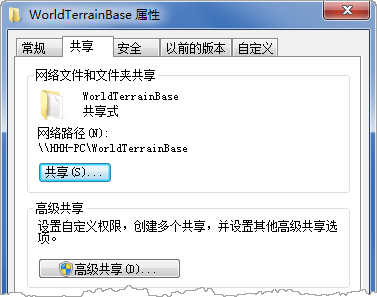 WorldTerrainBase 属性
常规 共享 安全 以前的版本 自定义
网络文件和文件夹共享
WorldTerrainBase
共享式
网络路径(N):
\\HHH-PC\WorldTerrainBase
共享(S)...
高级共享
设置自定义权限，创建多个共享，并设置其他高级共享选
项。
高级共享(D)...